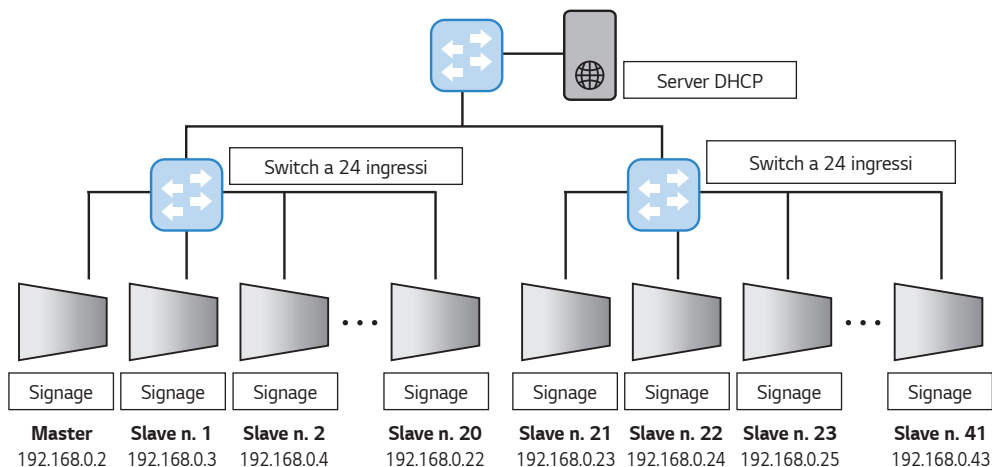 Server DHCP
Switch a 24 ingressi
Switch a 24 ingressi
Signage
Signage
Signage
Signage
Signage
Signage
Signage
Signage
Master
Slave n. 1
Slave n. 2
Slave n. 20
Slave n. 21
Slave n. 22
Slave n. 23
Slave n. 41
192.168.0.2
192.168.0.3
192.168.0.4
192.168.0.22
192.168.0.23
192.168.0.24
192.168.0.25
192.168.0.43